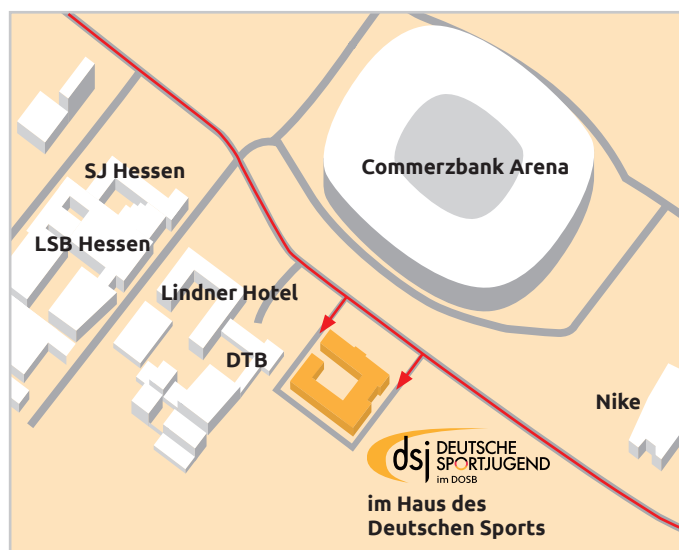 Commerzbank Arena
SJ Hessen
LSB Hessen
Lindner Hotel
DTB
Nike
dsj DEUTSCHE
SPORTJUGEND
im DOSB
im Haus des
Deutschen Sports